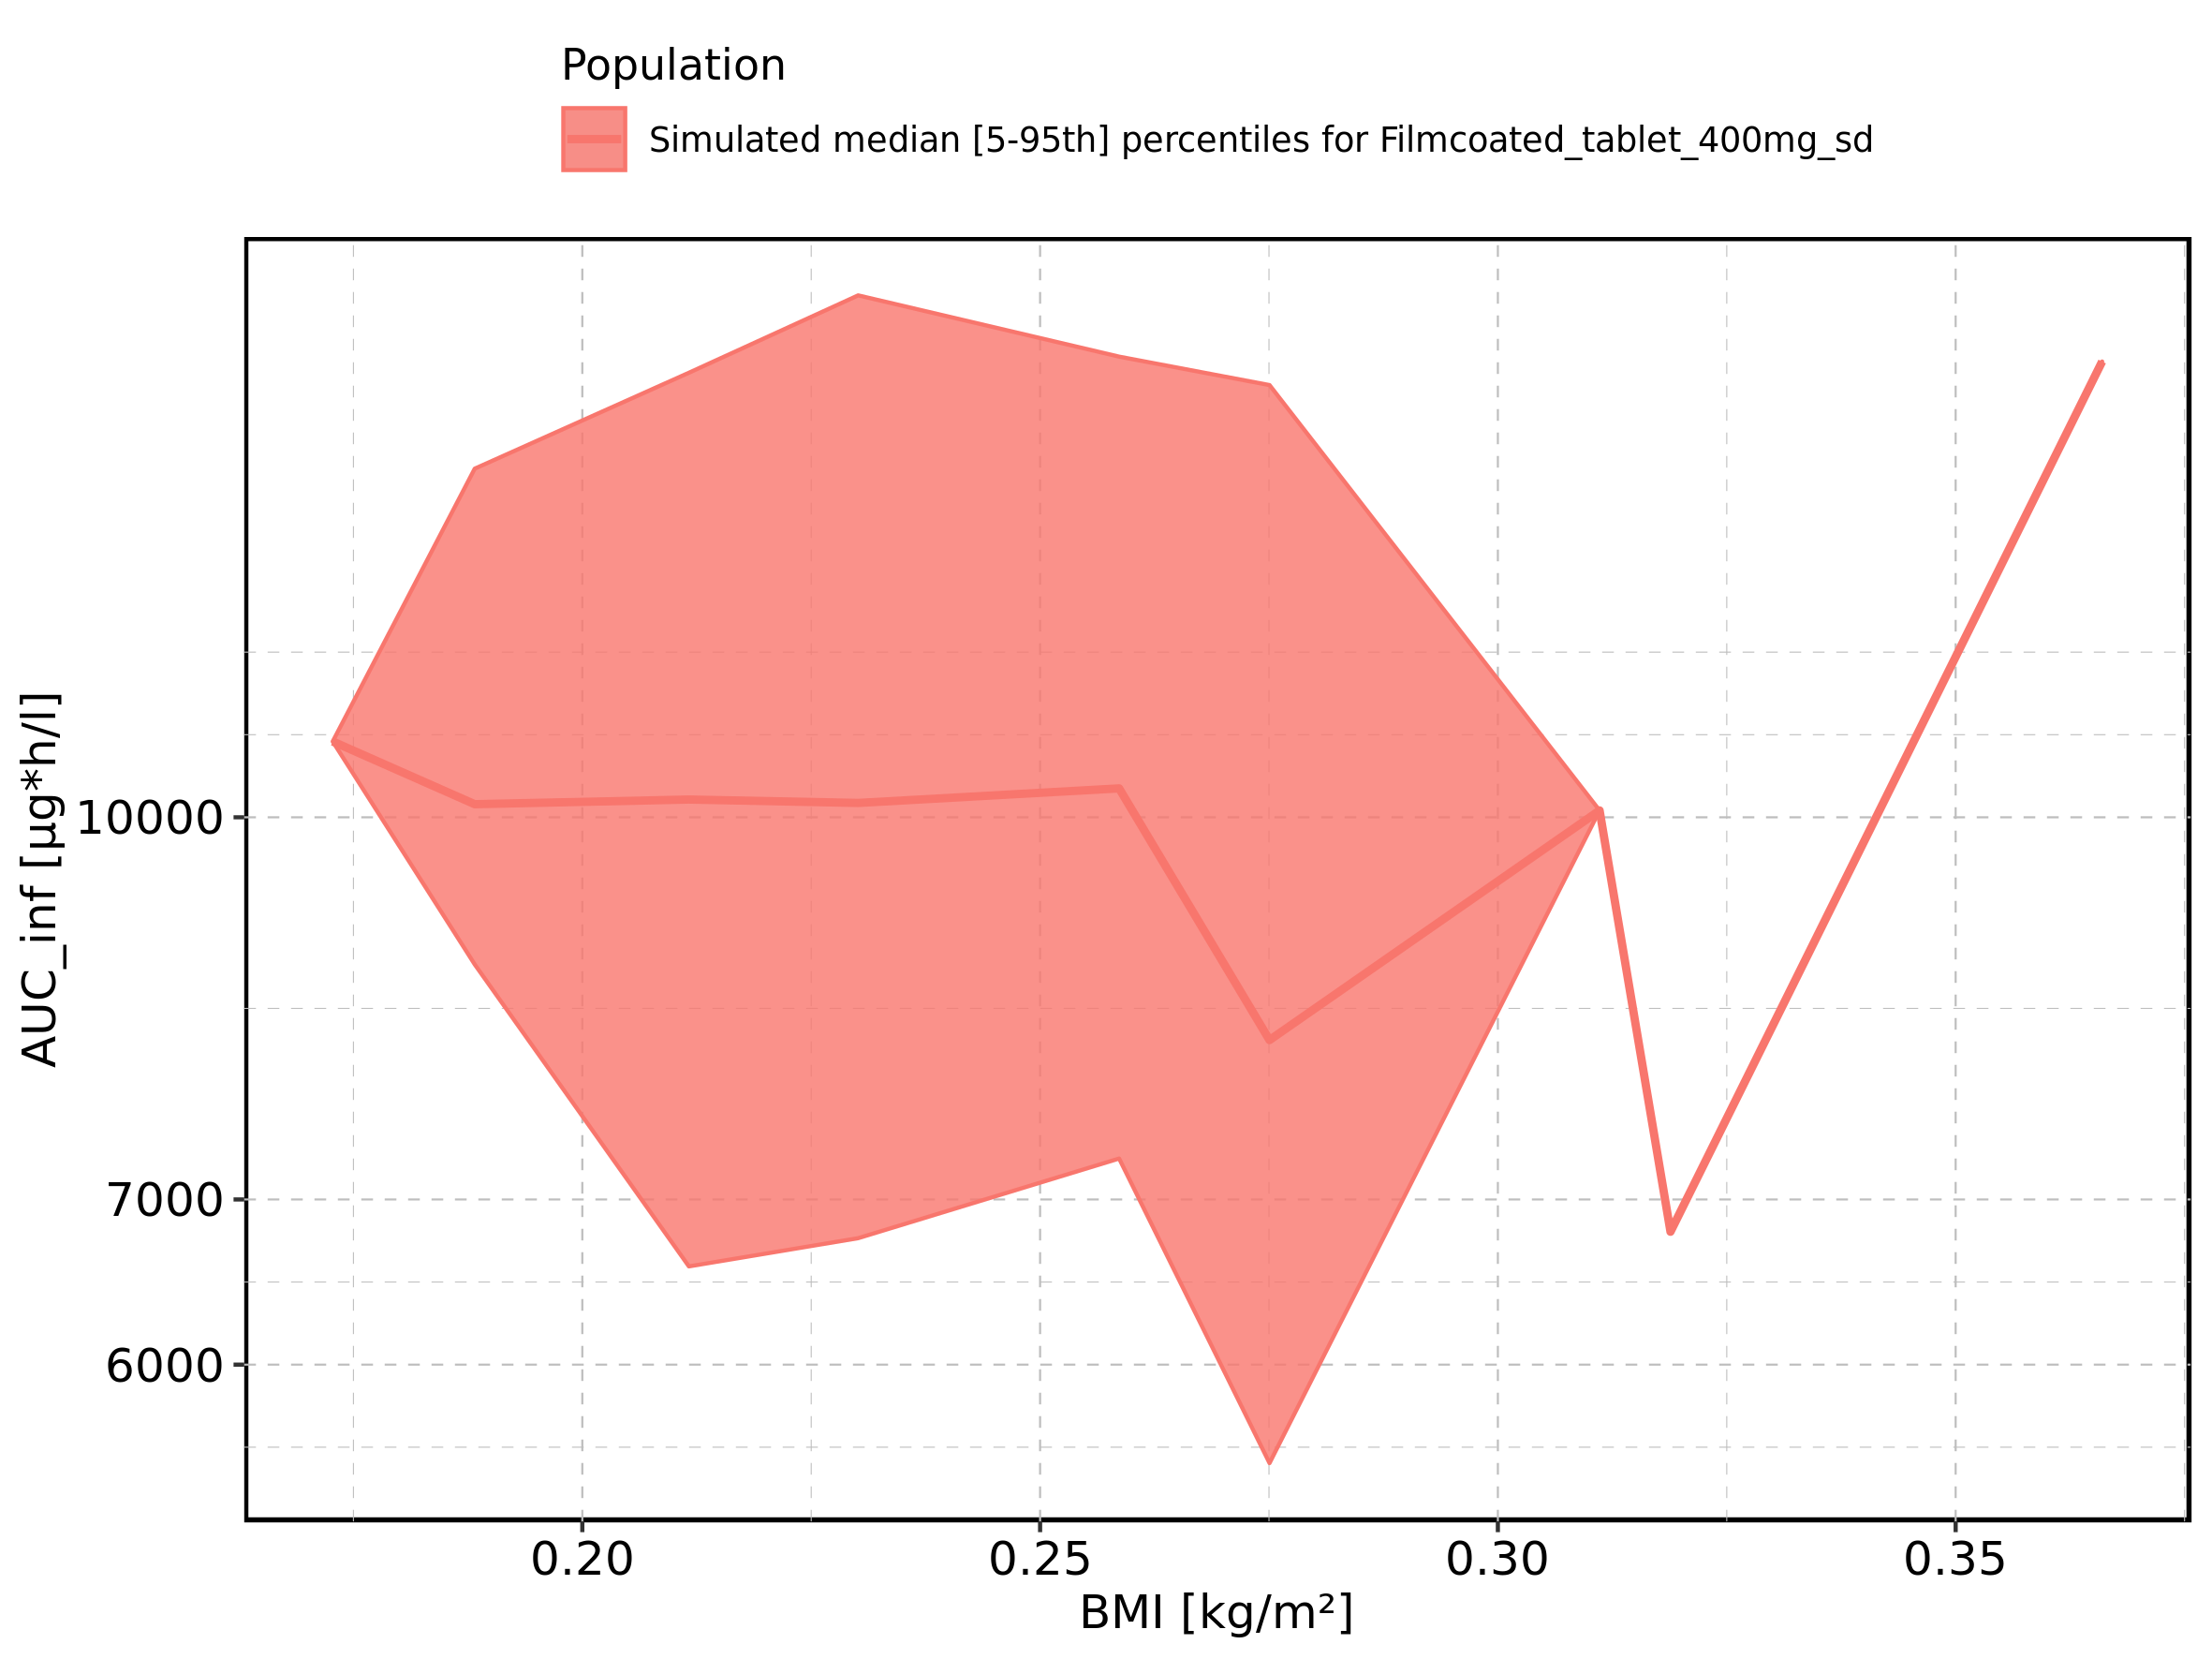 Population
Simulated median [5-95th] percentiles for Filmcoated_tablet_400mg_sd
AUC_inf [µg*h/l]
10000
7000
6000
0.20 0.25 0.30 0.35
BMI [kg/m²]